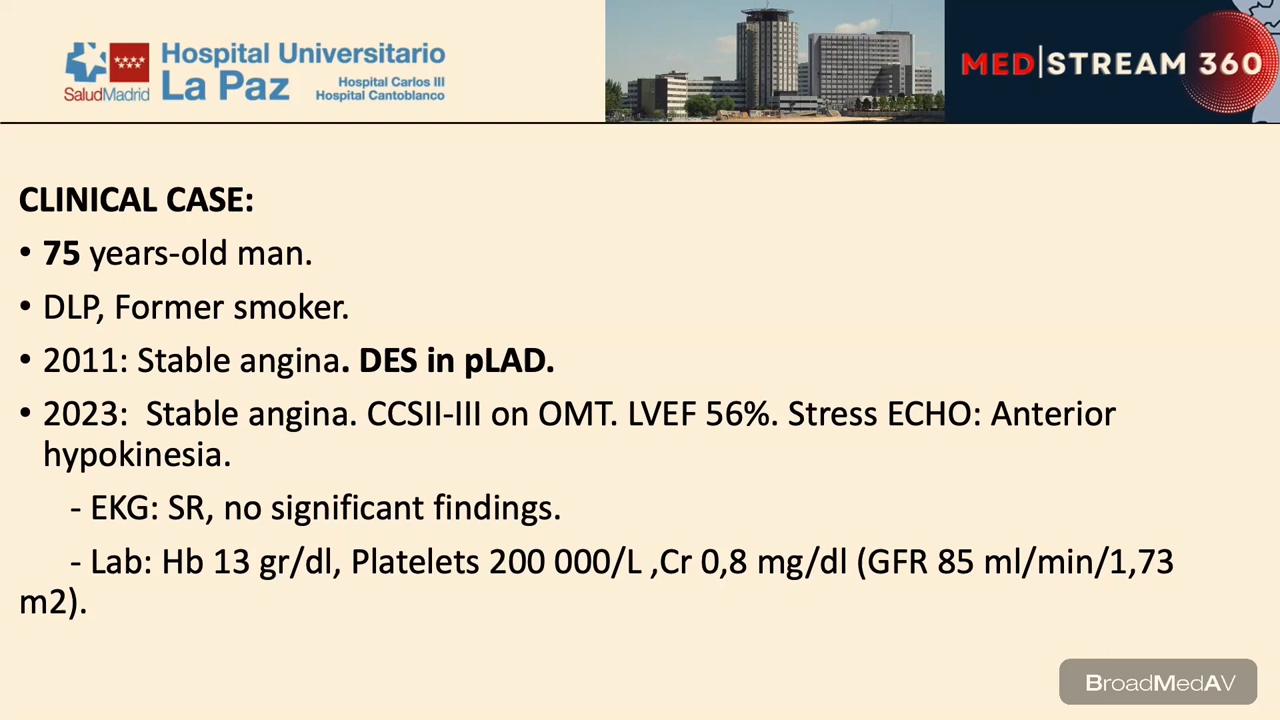 Hospital Universitario
La Paz
Hospital Carlos III
Hospital Cantoblanco
SaludMadrid
MED|STREAM 360
CLINICAL CASE:
• 75 years-old man.
• DLP, Former smoker.
• 2011: Stable angina. DES in pLAD.
• 2023: Stable angina. CCSII-III on OMT. LVEF 56%. Stress ECHO: Anterior
hypokinesia.
- EKG: SR, no significant findings.
- Lab: Hb 13 gr/dl, Platelets 200 000/L ,Cr 0,8 mg/dl (GFR 85 ml/min/1,73
m2).
BroadMedAV